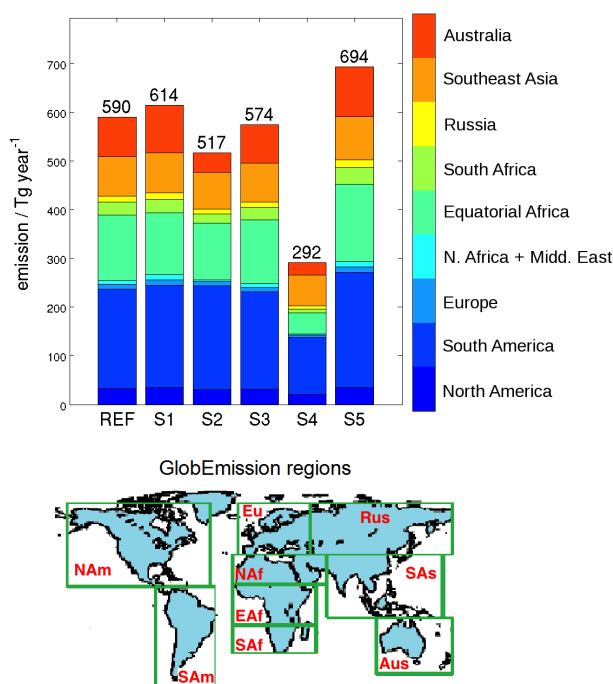 emission / Tg year-1
700
600
500
400
300
200
100
0
590
614
517
574
292
694
REF S1 S2 S3 S4 S5
Australia
Southeast Asia
Russia
South Africa
Equatorial Africa
N. Africa + Midd. East
Europe
South America
North America
GlobEmission regions
Eu
Rus
NAm
NAf
SAs
EAf
SAf
Aus
SAm